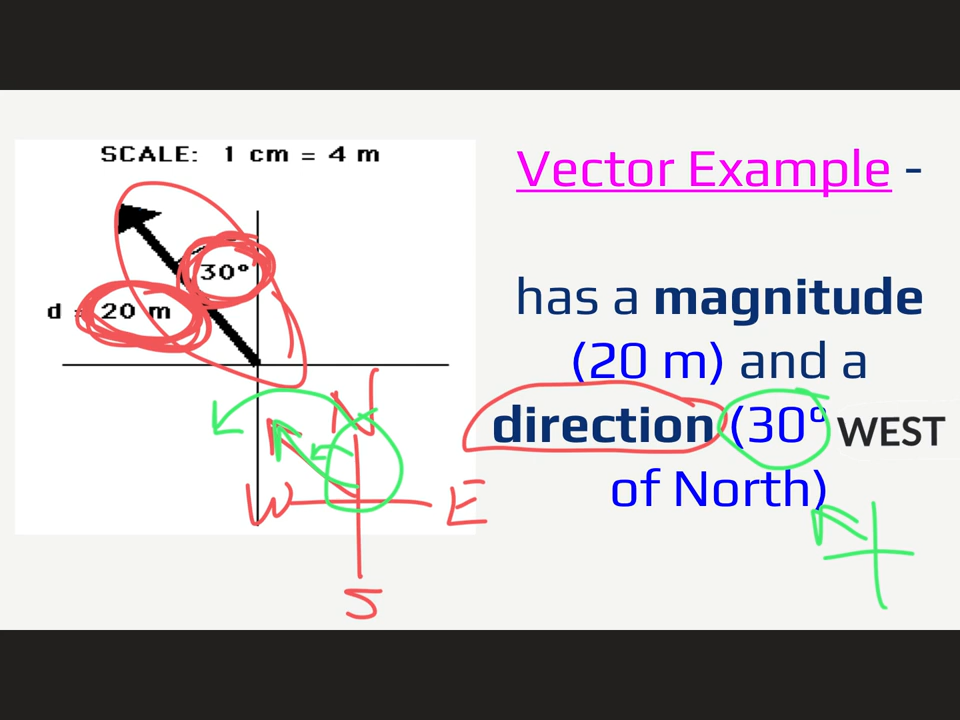 SCALE: 1 cm = 4 m
30°
d = 20 m
N
W
E
S
Vector Example -
has a magnitude
(20 m) and a
direction (30° WEST
of North)